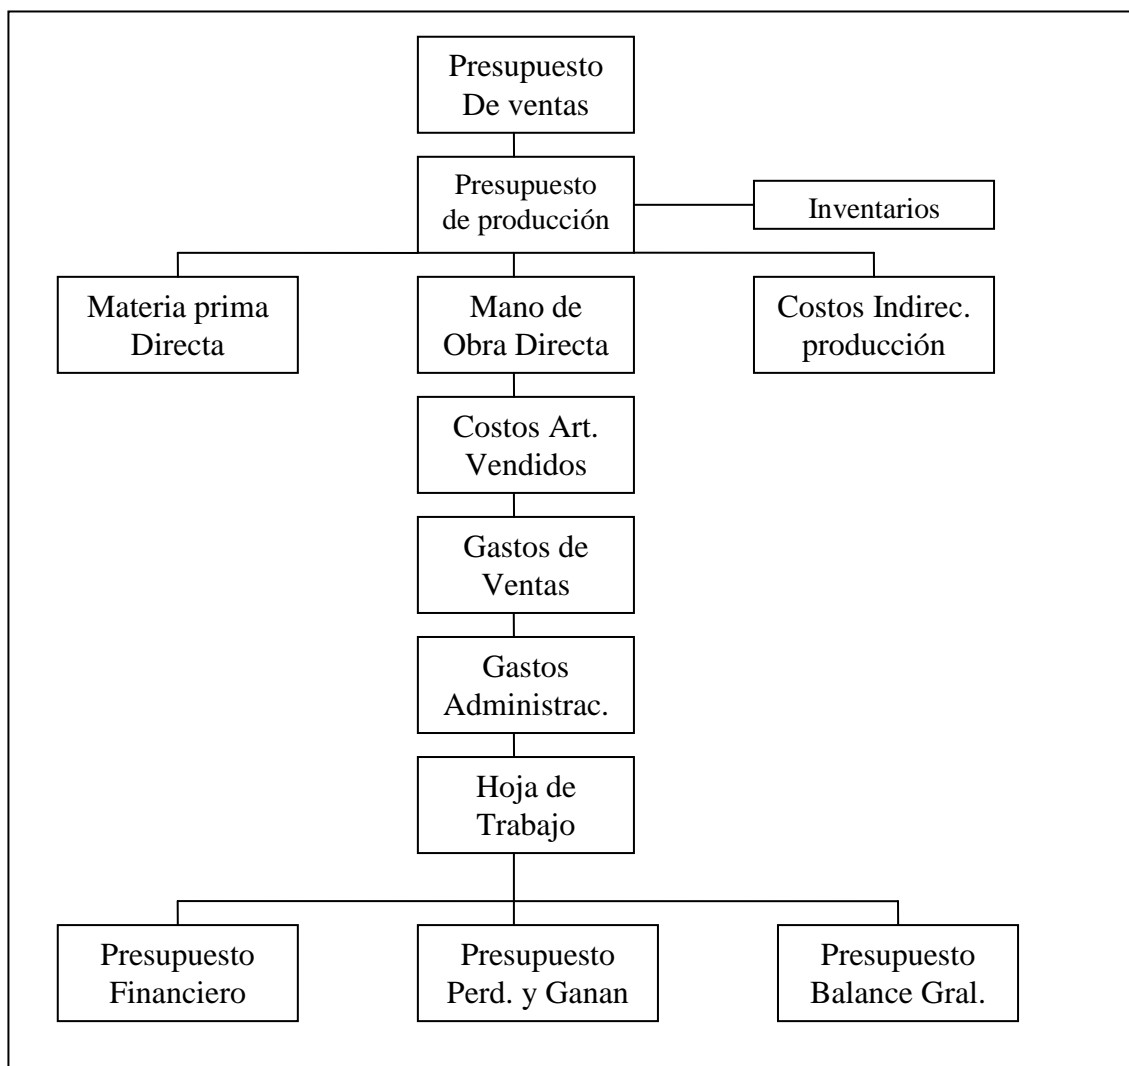 Presupuesto
De ventas
Presupuesto
de producción
Inventarios
Materia prima
Directa
Mano de
Obra Directa
Costos Indirec.
producción
Costos Art.
Vendidos
Gastos de
Ventas
Gastos
Administrac.
Hoja de
Trabajo
Presupuesto
Financiero
Presupuesto
Perd. y Ganan
Presupuesto
Balance Gral.